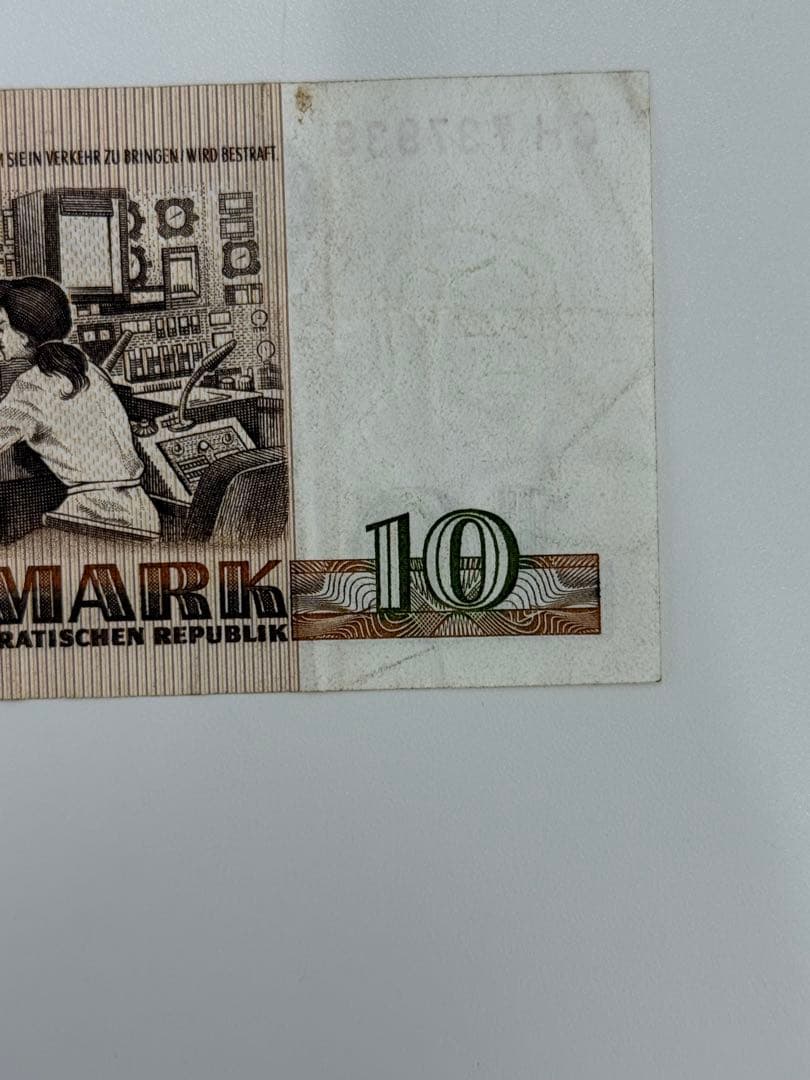 SIE IN VERKEHR ZU BRINGEN, WIRD BESTRAFT.
10
MARK
RATISCHEN REPUBLIK